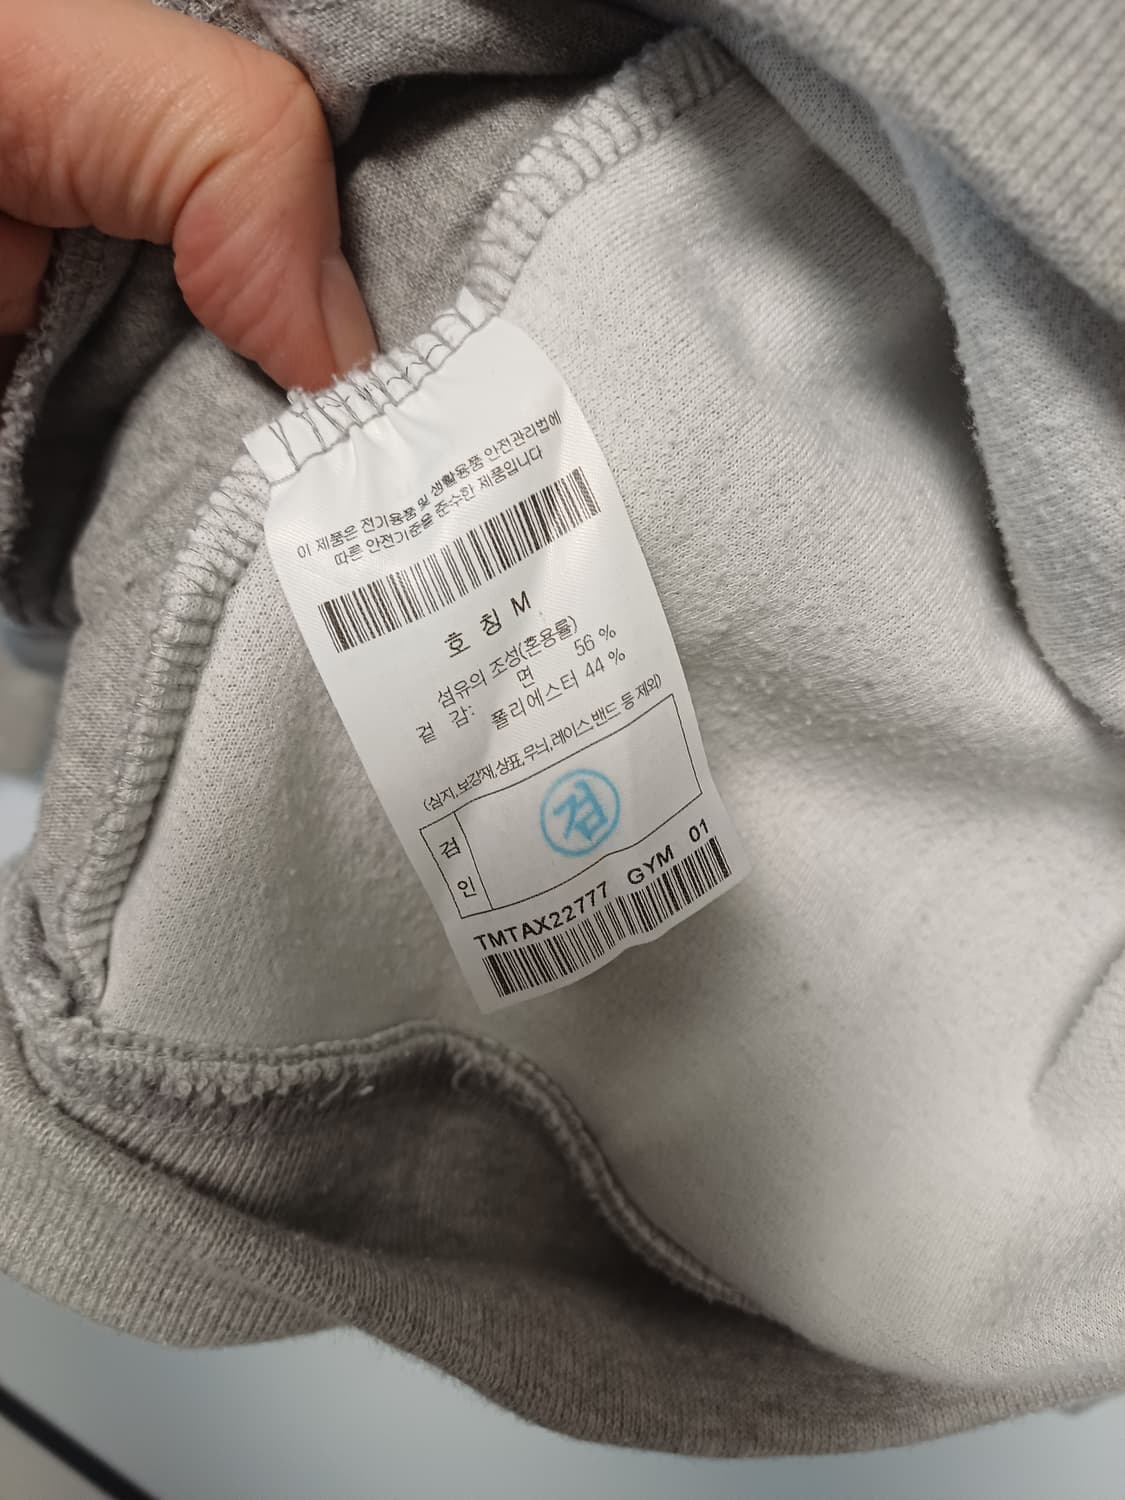 이 제품은 전기용품 및 생활용품 안전관리법에
따른 안전기준을 준수한 제품입니다
호 칭 M
섬유의 조성(혼용률)
면 56 %
겉 감: 폴리에스터 44 %
(심지,보강재,상표,무늬,레이스,밴드 등 제외)
검 인
검
TMTAX22777 GYM 01